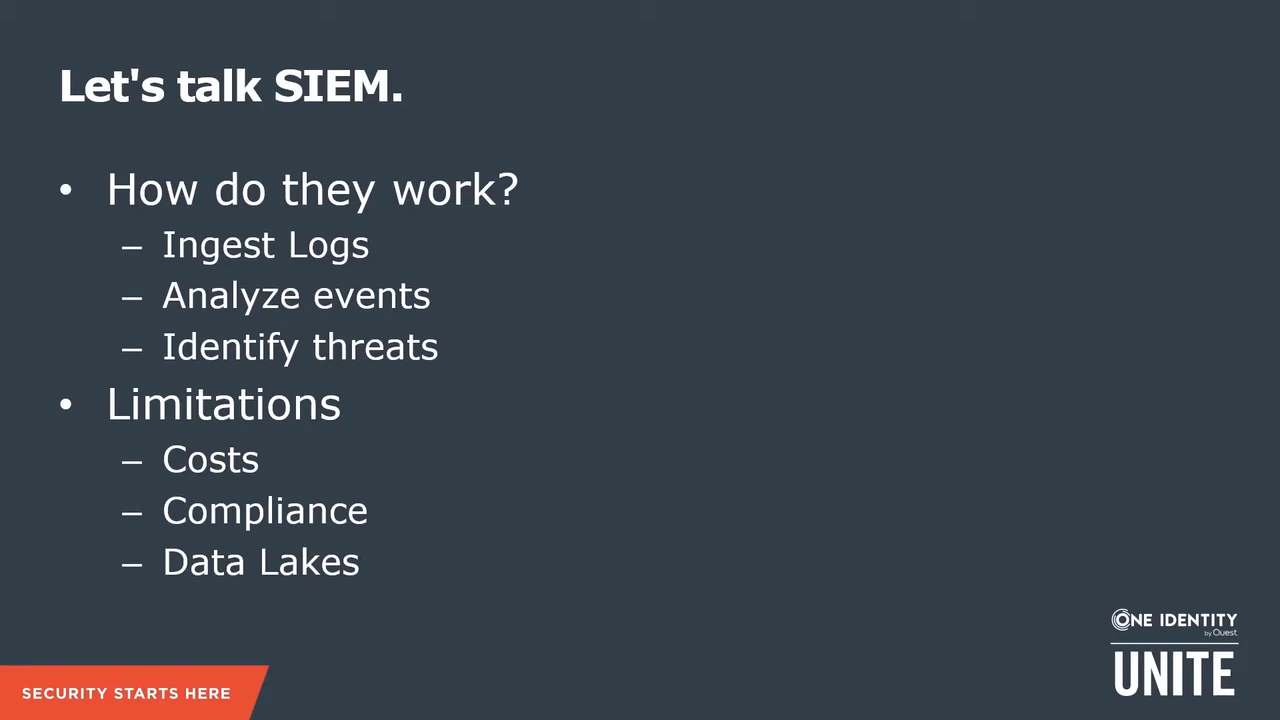 Let's talk SIEM.
• How do they work?
– Ingest Logs
– Analyze events
– Identify threats
• Limitations
– Costs
– Compliance
– Data Lakes
ONE IDENTITY
by Quest
UNITE
SECURITY STARTS HERE